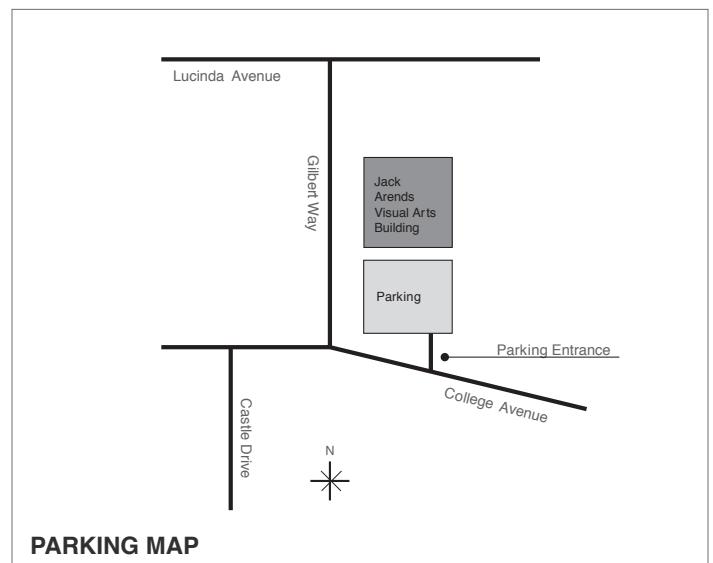 Lucinda Avenue
Gilbert Way
Jack
Arends
Visual Arts
Building
Parking
Parking Entrance
College Avenue
Castle Drive
N
PARKING MAP